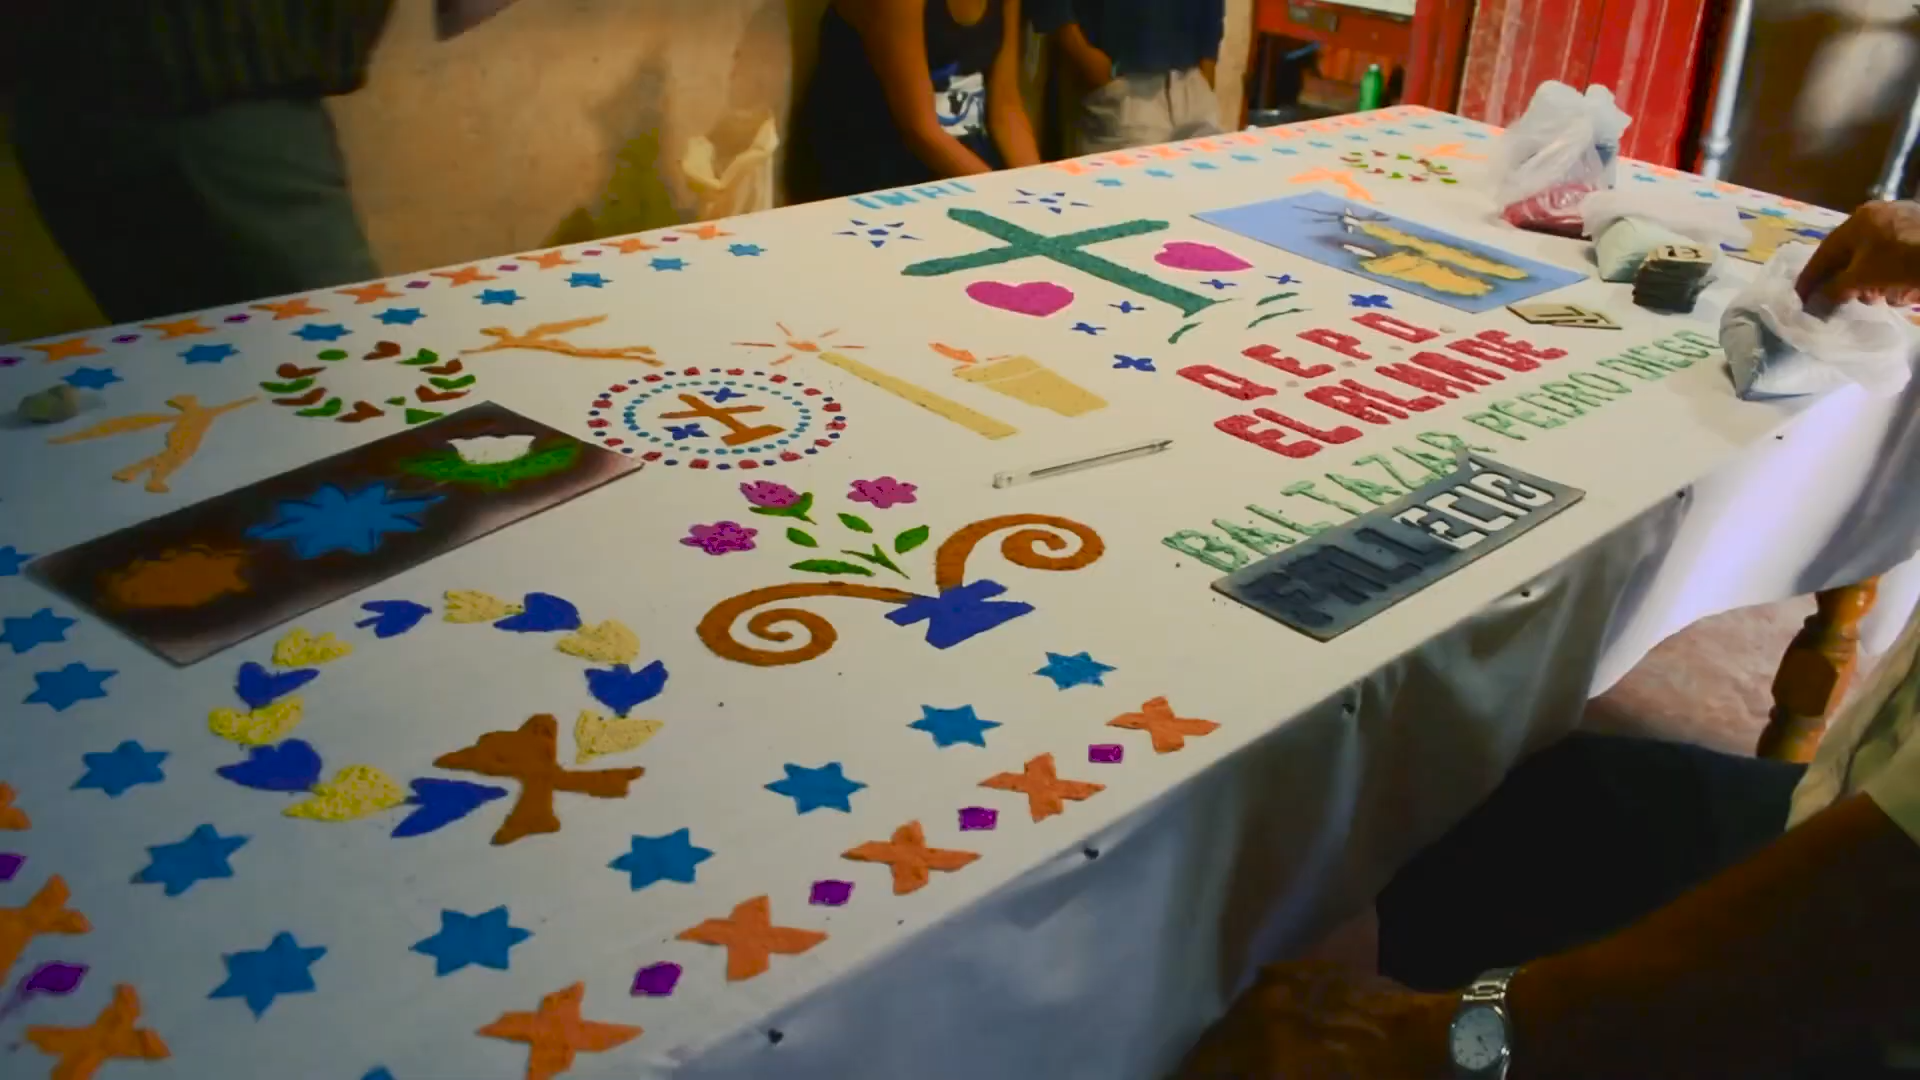 INRI
Q.E.P.D.
EL ALMA DE
BALTAZAR PEDRO DIEGO
FALLECIO